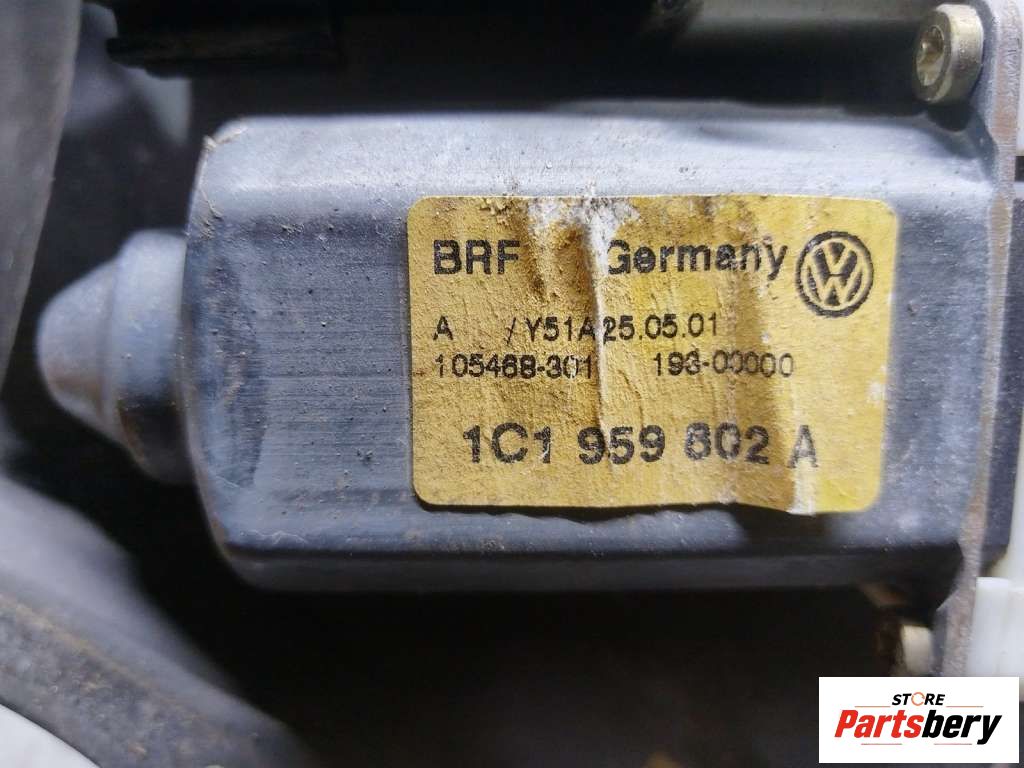 BRF Germany
A /Y51A 25.05.01
105468-301 193-00000
1C1 959 802 A
STORE
Partsbery